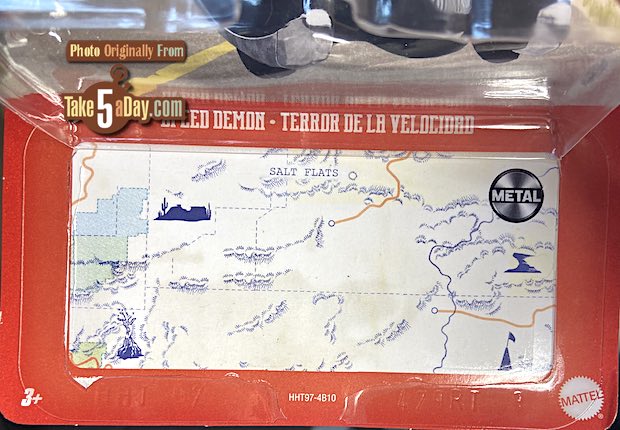 Photo Originally From
Take5aDay.com
SPEED DEMON • TERROR DE LA VELOCIDAD
SALT FLATS
METAL
3+
HHT97-4B10
MATTEL